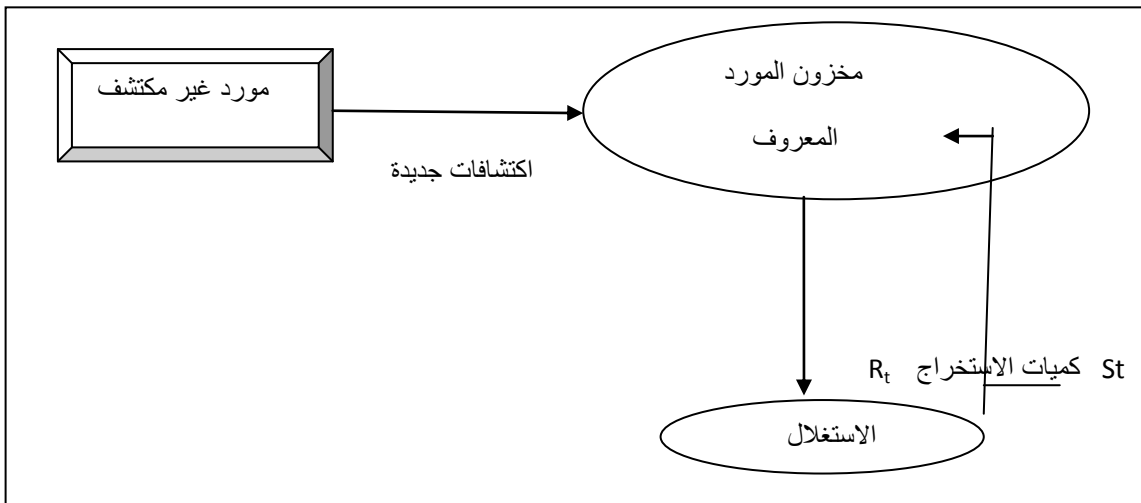 مورد غير مكتشف
مخزون المورد
المعروف
اكتشافات جديدة
St كميات الاستخراج Rt
الاستغلال